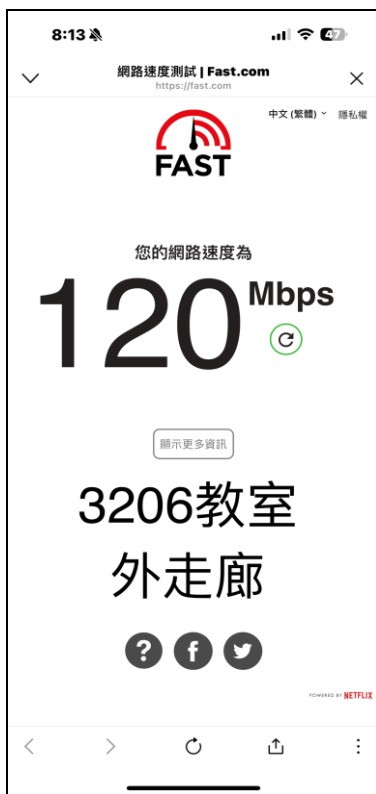 8:13
47
網路速度測試 | Fast.com
https://fast.com
中文 (繁體)
隱私權
FAST
您的網路速度為
120 Mbps
顯示更多資訊
3206教室
外走廊
?
f
POWERED BY NETFLIX